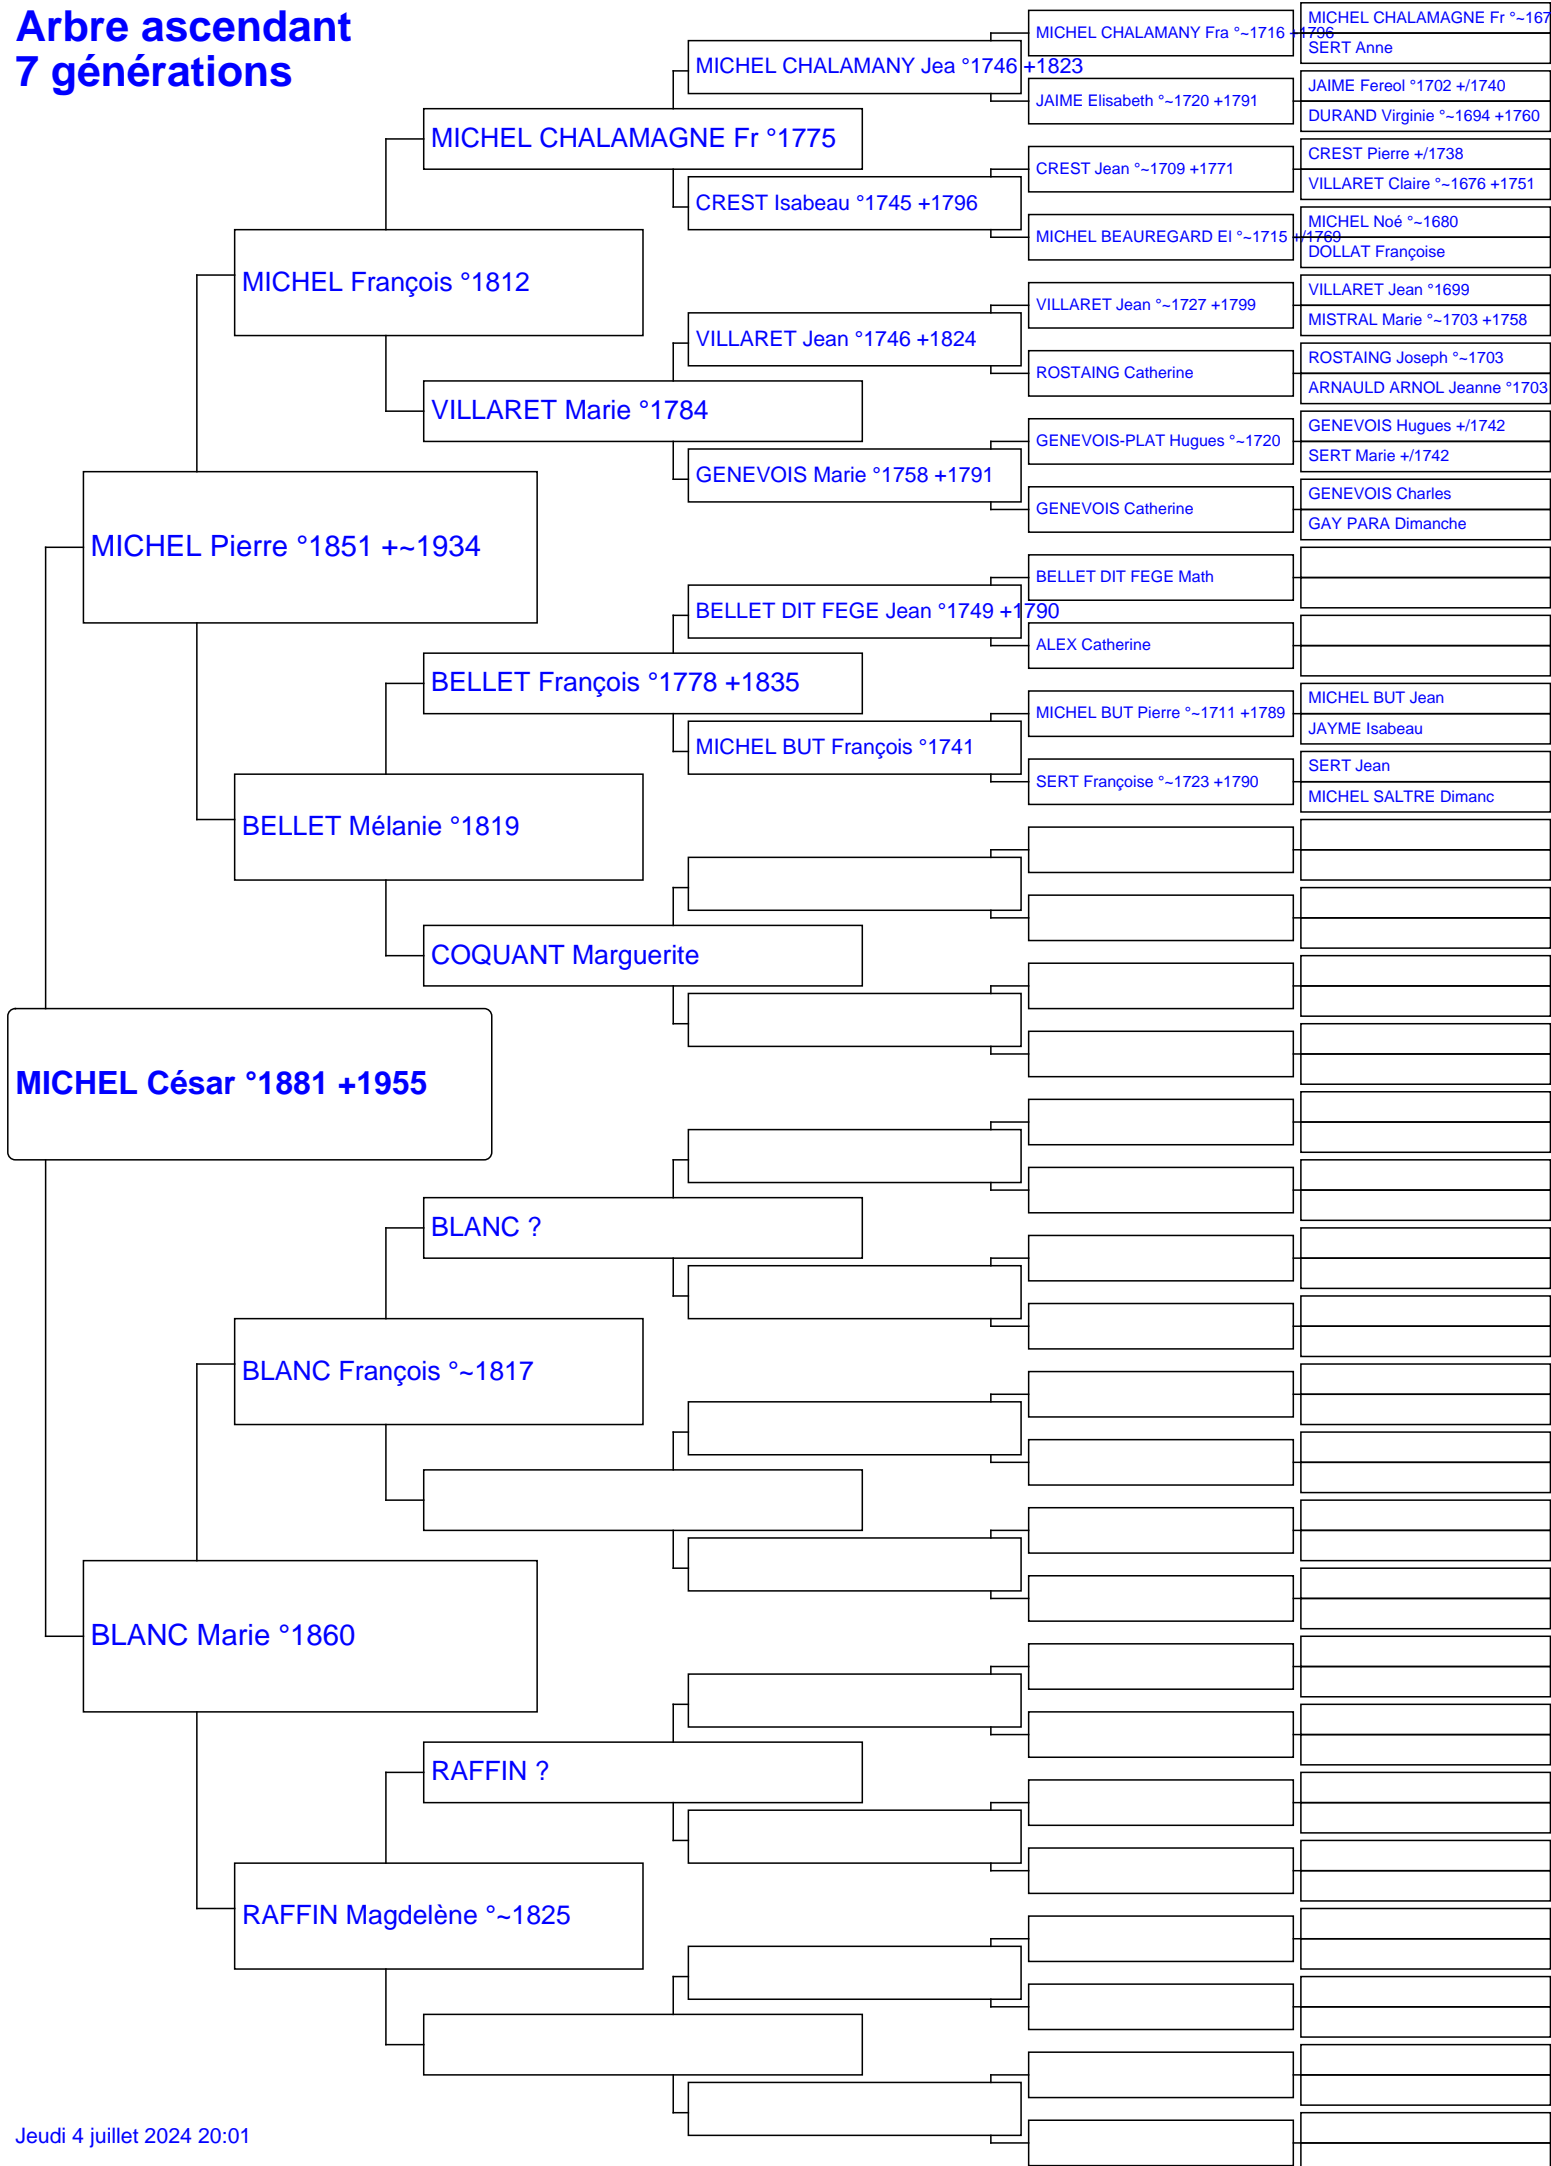 Arbre ascendant
7 générations
MICHEL César °1881 +1955
MICHEL Pierre °1851 +~1934
BLANC Marie °1860
MICHEL François °1812
BELLET Mélanie °1819
BLANC François °~1817
RAFFIN Magdelène °~1825
MICHEL CHALAMAGNE Fr °1775
VILLARET Marie °1784
BELLET François °1778 +1835
COQUANT Marguerite
BLANC ?
RAFFIN ?
MICHEL CHALAMANY Jea °1746 +1823
CREST Isabeau °1745 +1796
VILLARET Jean °1746 +1824
GENEVOIS Marie °1758 +1791
BELLET DIT FEGE Jean °1749 +1790
MICHEL BUT François °1741
MICHEL CHALAMANY Fra °~1716 +1796
JAIME Elisabeth °~1720 +1791
CREST Jean °~1709 +1771
MICHEL BEAUREGARD El °~1715 +/1769
VILLARET Jean °~1727 +1799
ROSTAING Catherine
GENEVOIS-PLAT Hugues °~1720
GENEVOIS Catherine
BELLET DIT FEGE Math
ALEX Catherine
MICHEL BUT Pierre °~1711 +1789
SERT Françoise °~1723 +1790
MICHEL CHALAMAGNE Fr °~167
SERT Anne
JAIME Fereol °1702 +/1740
DURAND Virginie °~1694 +1760
CREST Pierre +/1738
VILLARET Claire °~1676 +1751
MICHEL Noé °~1680
DOLLAT Françoise
VILLARET Jean °1699
MISTRAL Marie °~1703 +1758
ROSTAING Joseph °~1703
ARNAULD ARNOL Jeanne °1703
GENEVOIS Hugues +/1742
SERT Marie +/1742
GENEVOIS Charles
GAY PARA Dimanche
MICHEL BUT Jean
JAYME Isabeau
SERT Jean
MICHEL SALTRE Dimanc
Jeudi 4 juillet 2024 20:01